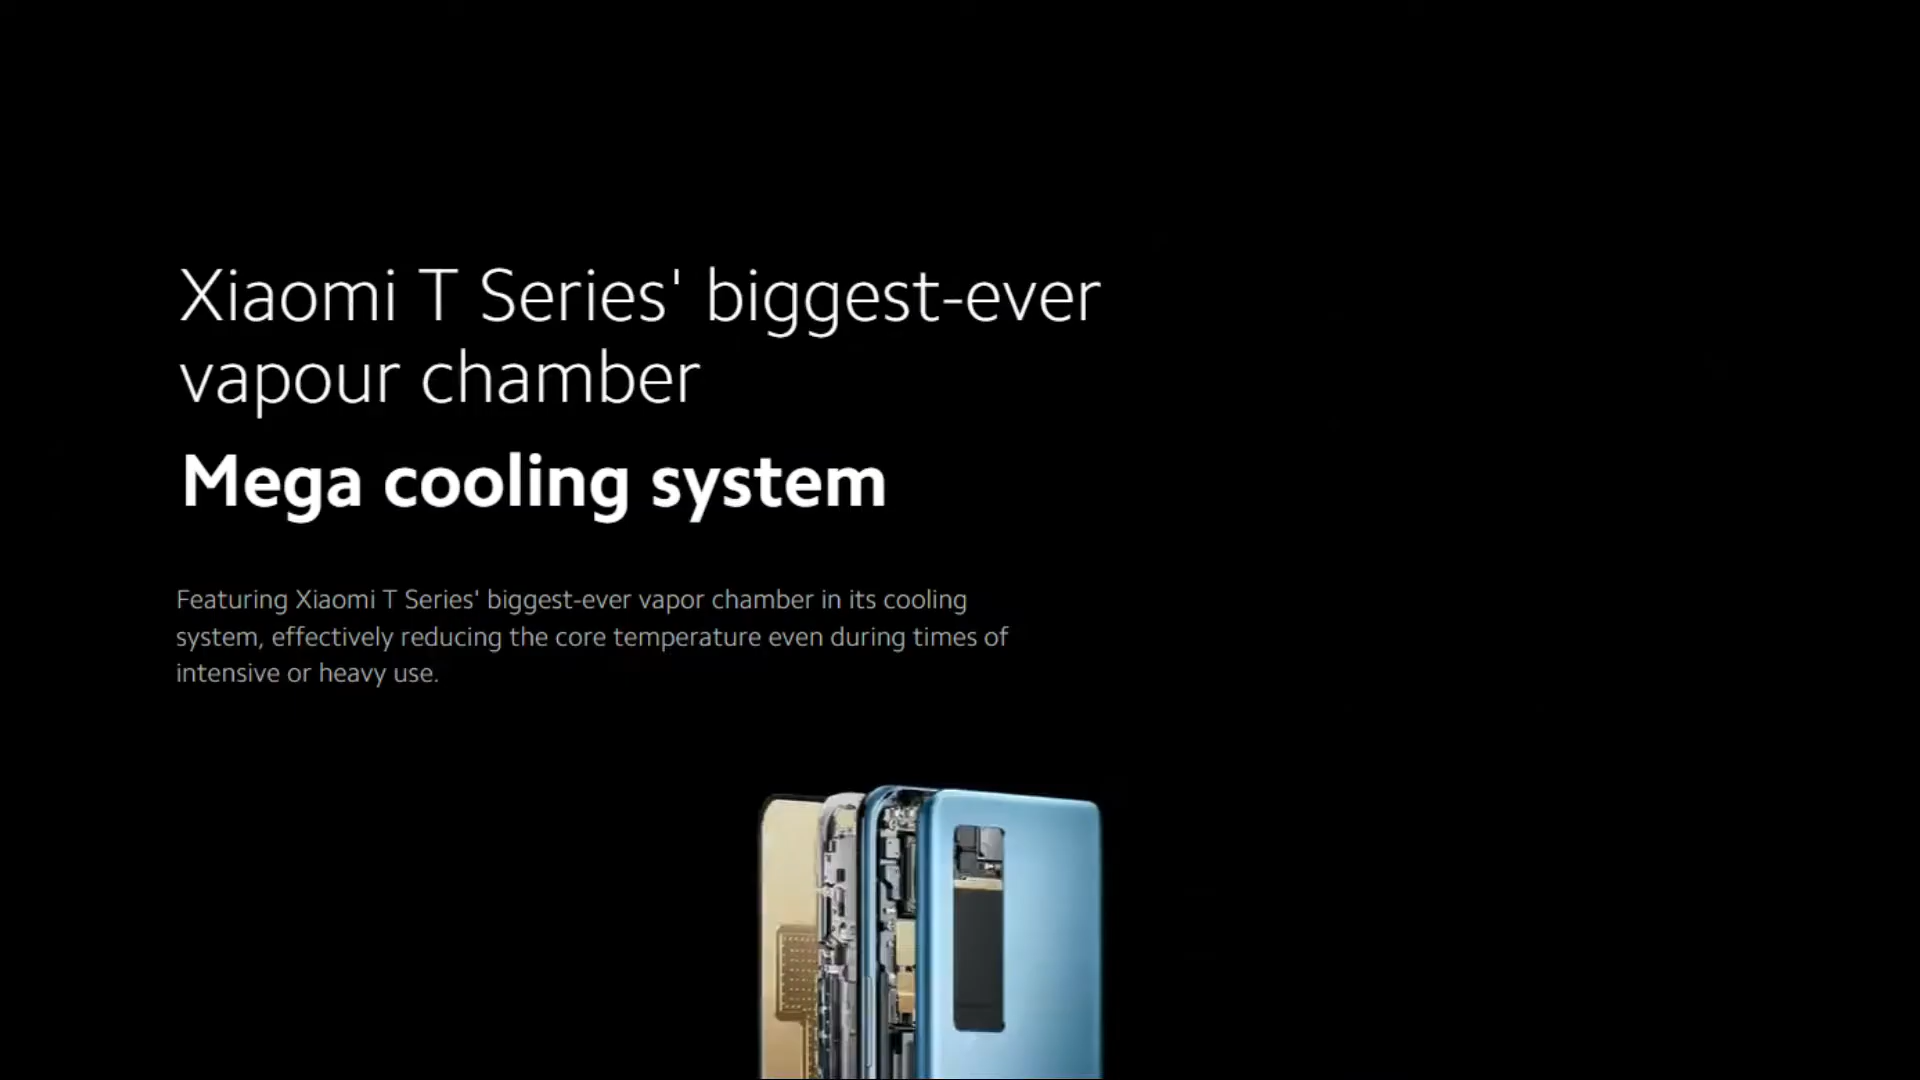 Xiaomi T Series' biggest-ever
vapour chamber
Mega cooling system
Featuring Xiaomi T Series' biggest-ever vapor chamber in its cooling
system, effectively reducing the core temperature even during times of
intensive or heavy use.